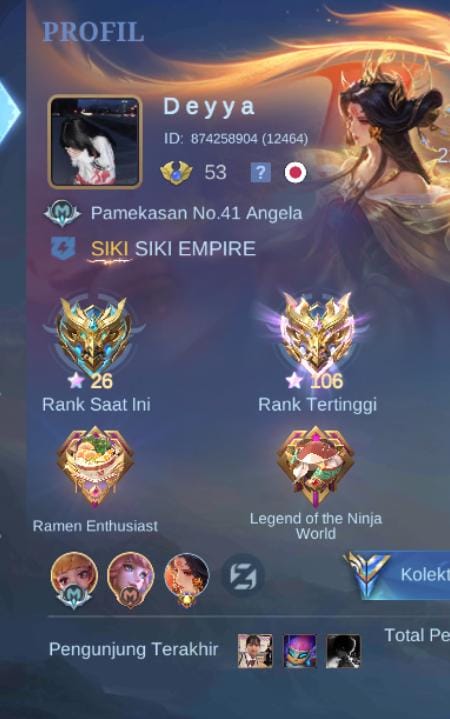 PROFIL
Deyya
ID: 874258904 (12464)
53
?
2
Pamekasan No.41 Angela
SIKI SIKI EMPIRE
26
106
Rank Saat Ini
Rank Tertinggi
Ramen Enthusiast
Legend of the Ninja
World
Kolekt
Pengunjung Terakhir
Total Pe